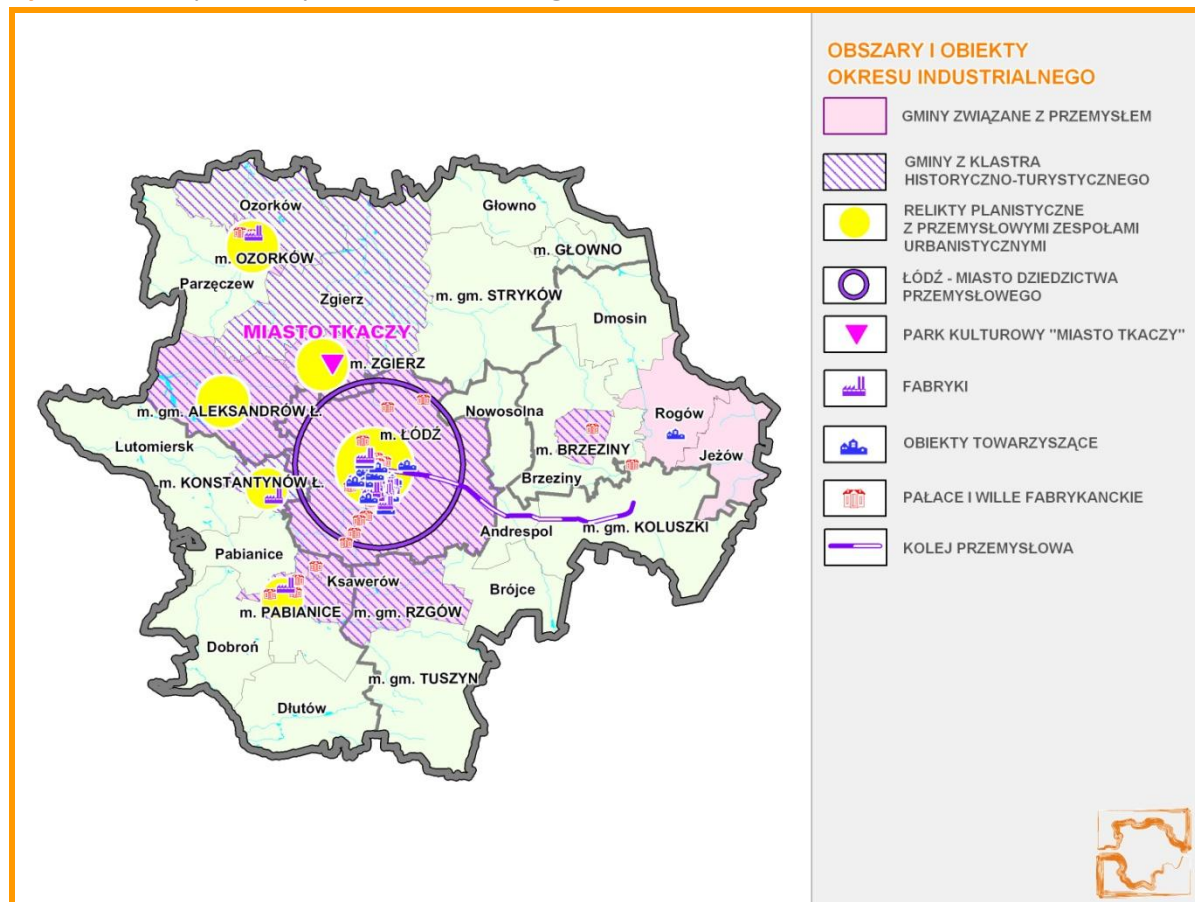 OBSZARY I OBIEKTY
OKRESU INDUSTRIALNEGO
GMINY ZWIĄZANE Z PRZEMYSŁEM
GMINY Z KLASTRA
HISTORYCZNO-TURYSTYCZNEGO
RELIKTY PLANISTYCZNE
Z PRZEMYSŁOWYMI ZESPOŁAMI
URBANISTYCZNYMI
ŁÓDŹ - MIASTO DZIEDZICTWA
PRZEMYSŁOWEGO
PARK KULTUROWY "MIASTO TKACZY"
FABRYKI
OBIEKTY TOWARZYSZĄCE
PAŁACE I WILLE FABRYKANCKIE
KOLEJ PRZEMYSŁOWA
Ozorków
Głowno
m. OZORKÓW
m. GŁOWNO
Parzęczew
Zgierz
m. gm. STRYKÓW
Dmosin
MIASTO TKACZY
m. ZGIERZ
m. gm. ALEKSANDRÓW Ł.
Nowosolna
Rogów
m. ŁÓDŹ
Lutomiersk
m. BRZEZINY
Jeżów
m. KONSTANTYNÓW Ł.
Brzeziny
Andrespol
m. gm. KOLUSZKI
Pabianice
Ksawerów
Brójce
m. PABIANICE
m. gm. RZGÓW
Dobroń
m. gm. TUSZYN
Dłutów